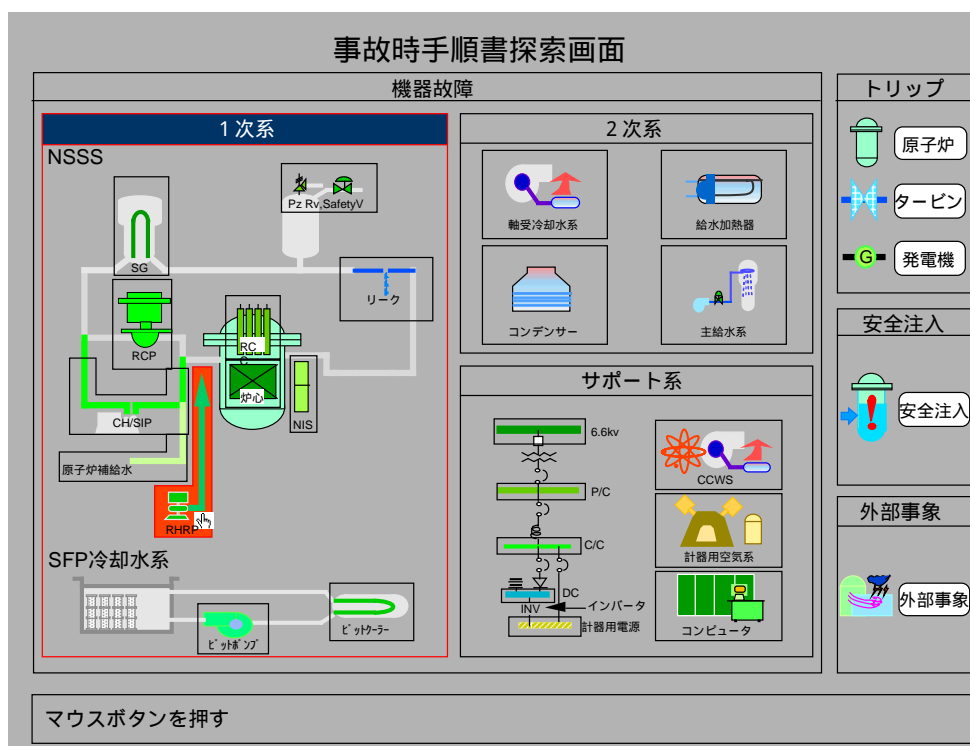 事故時手順書探索画面
機器故障
1次系
NSSS
Pz Rv,SafetyV
SG
リーク
RCP
RC
C
炉心
NIS
CH/SIP
原子炉補給水
RHRP
SFP冷却水系
ピットポンプ
ピットクーラー
2次系
軸受冷却水系
給水加熱器
コンデンサー
主給水系
サポート系
6.6kv
P/C
C/C
DC
INV
インバータ
計器用電源
CCWS
計器用空気系
コンピュータ
トリップ
原子炉
タービン
G
発電機
安全注入
安全注入
外部事象
外部事象
マウスボタンを押す